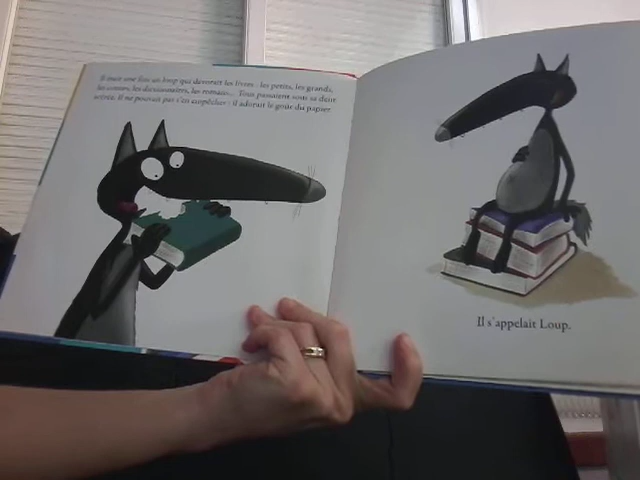 Il était une fois un loup qui dévorait les livres : les petits, les grands,
les contes, les dictionnaires, les romans... Tous passaient sous sa dent
acérée. Il ne pouvait pas s'en empêcher : il adorait le goût du papier
Il s'appelait Loup.